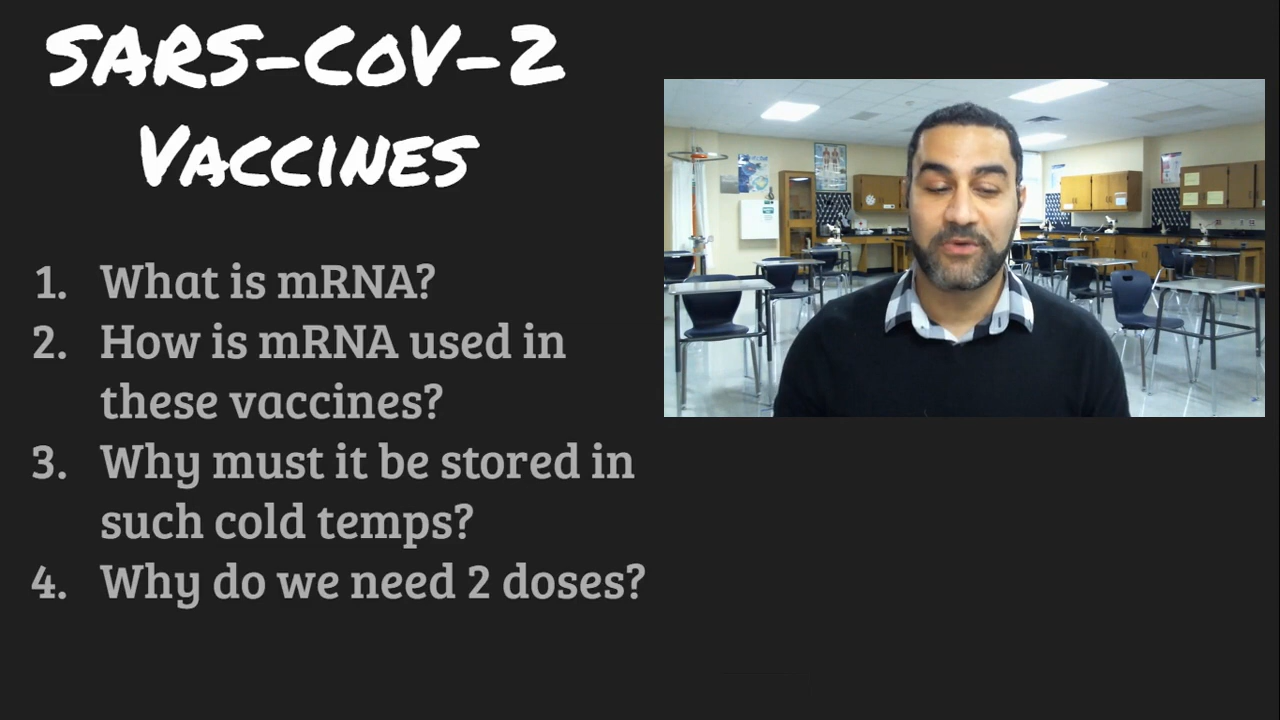 SARS-CoV-2
Vaccines
1. What is mRNA?
2. How is mRNA used in
these vaccines?
3. Why must it be stored in
such cold temps?
4. Why do we need 2 doses?